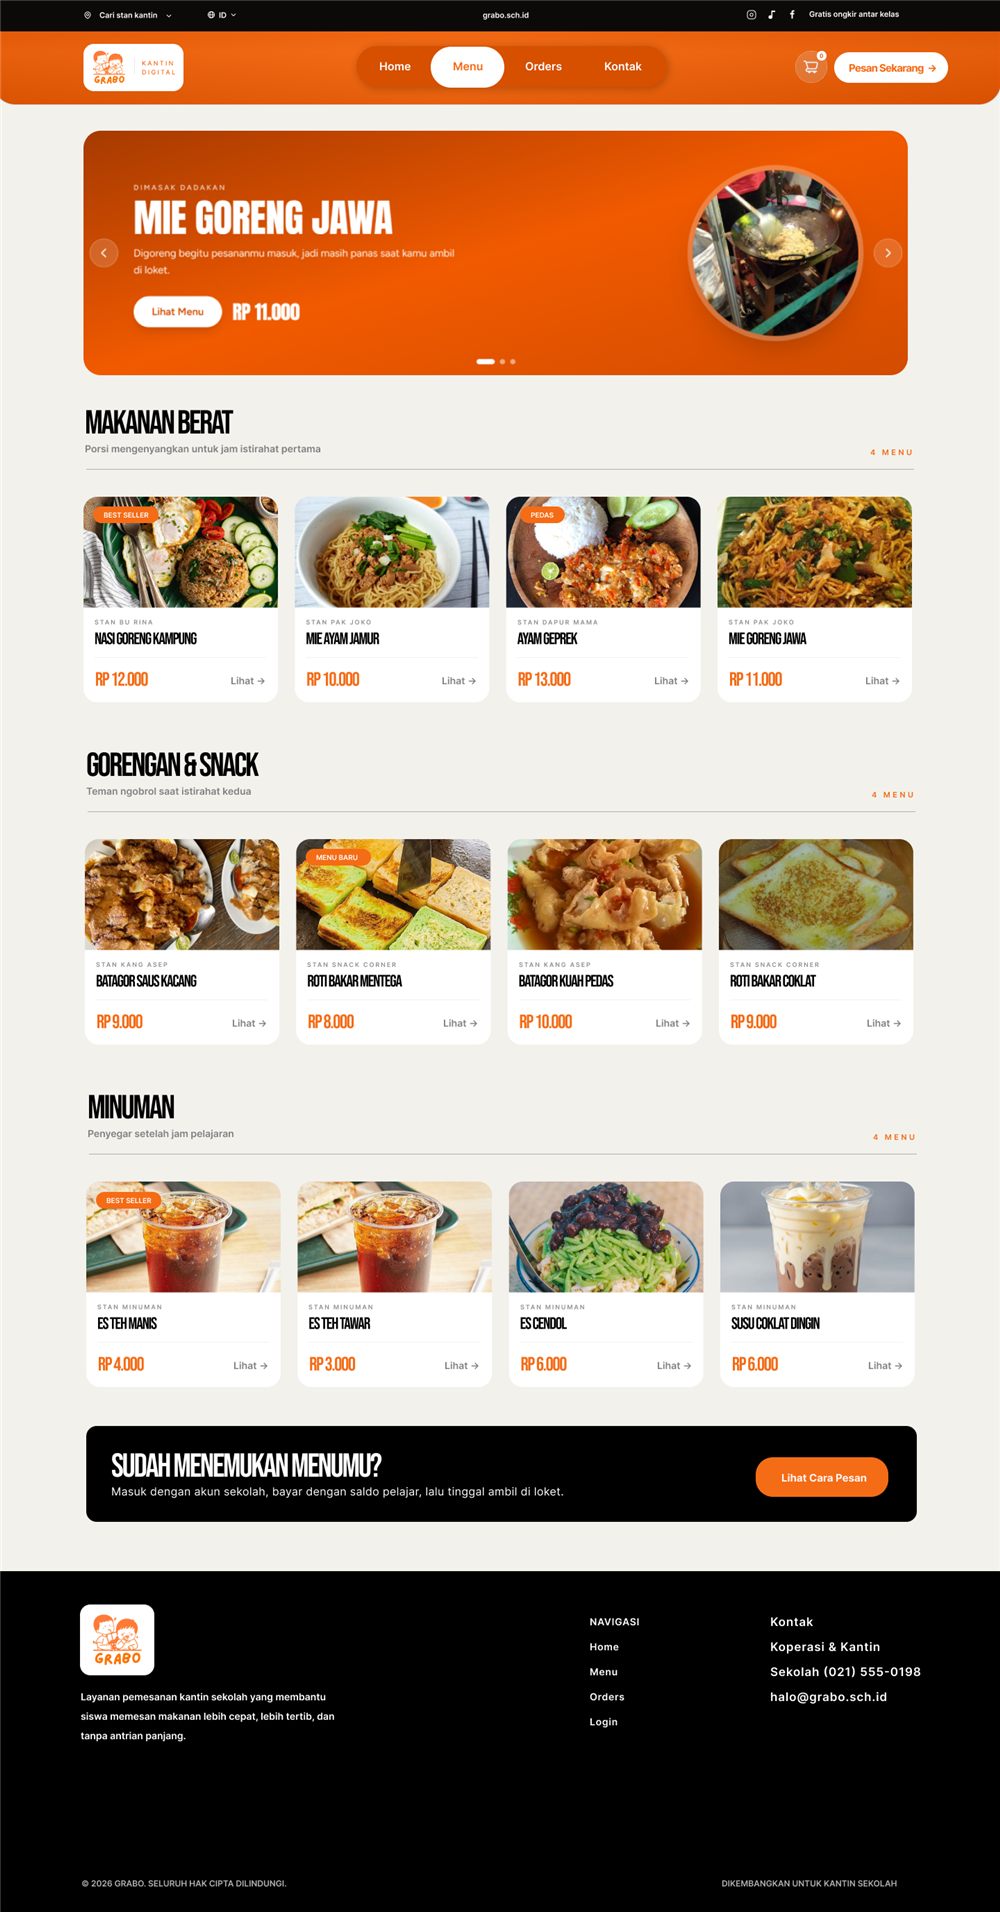 Cari stan kantin
ID
grabo.sch.id
Gratis ongkir antar kelas
GRABO
KANTIN
DIGITAL
Home
Menu
Orders
Kontak
0
Pesan Sekarang →
DIMASAK DADAKAN
MIE GORENG JAWA
Digoreng begitu pesananmu masuk, jadi masih panas saat kamu ambil
di loket.
Lihat Menu
RP 11.000
MAKANAN BERAT
Porsi mengenyangkan untuk jam istirahat pertama
4 MENU
BEST SELLER
STAN BU RINA
NASI GORENG KAMPUNG
RP 12.000
Lihat →
STAN PAK JOKO
MIE AYAM JAMUR
RP 10.000
Lihat →
PEDAS
STAN DAPUR MAMA
AYAM GEPREK
RP 13.000
Lihat →
STAN PAK JOKO
MIE GORENG JAWA
RP 11.000
Lihat →
GORENGAN & SNACK
Teman ngobrol saat istirahat kedua
4 MENU
STAN KANG ASEP
BATAGOR SAUS KACANG
RP 9.000
Lihat →
MENU BARU
STAN SNACK CORNER
ROTI BAKAR MENTEGA
RP 8.000
Lihat →
STAN KANG ASEP
BATAGOR KUAH PEDAS
RP 10.000
Lihat →
STAN SNACK CORNER
ROTI BAKAR COKLAT
RP 9.000
Lihat →
MINUMAN
Penyegar setelah jam pelajaran
4 MENU
BEST SELLER
STAN MINUMAN
ES TEH MANIS
RP 4.000
Lihat →
STAN MINUMAN
ES TEH TAWAR
RP 3.000
Lihat →
STAN MINUMAN
ES CENDOL
RP 6.000
Lihat →
STAN MINUMAN
SUSU COKLAT DINGIN
RP 6.000
Lihat →
SUDAH MENEMUKAN MENUMU?
Masuk dengan akun sekolah, bayar dengan saldo pelajar, lalu tinggal ambil di loket.
Lihat Cara Pesan
GRABO
Layanan pemesanan kantin sekolah yang membantu
siswa memesan makanan lebih cepat, lebih tertib, dan
tanpa antrian panjang.
NAVIGASI
Home
Menu
Orders
Login
Kontak
Koperasi & Kantin
Sekolah (021) 555-0198
halo@grabo.sch.id
© 2026 GRABO. SELURUH HAK CIPTA DILINDUNGI.
DIKEMBANGKAN UNTUK KANTIN SEKOLAH